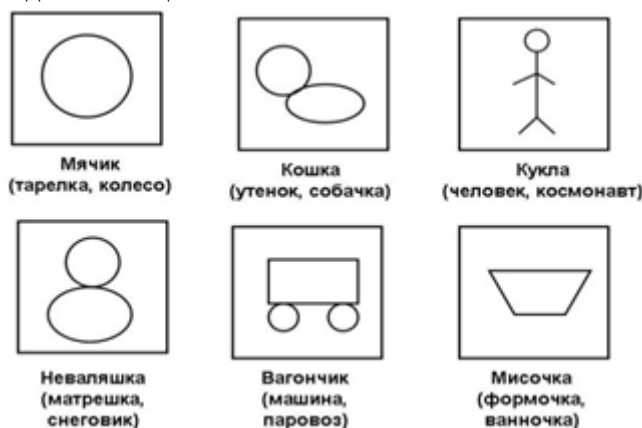 Мячик
(тарелка, колесо)
Кошка
(утенок, собачка)
Кукла
(человек, космонавт)
Неваляшка
(матрешка,
снеговик)
Вагончик
(машина,
паровоз)
Мисочка
(формочка,
ванночка)